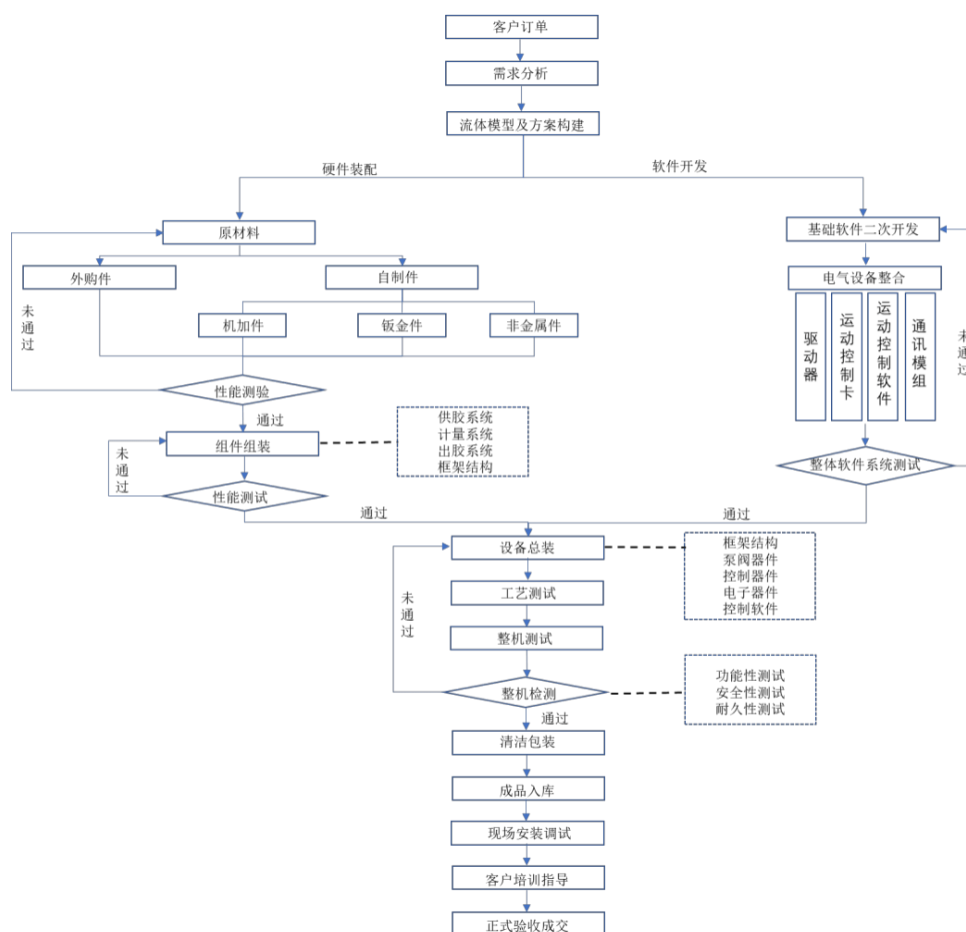 客户订单
需求分析
流体模型及方案构建
硬件装配
软件开发
原材料
基础软件二次开发
外购件
自制件
电气设备整合
未通过
机加件
钣金件
非金属件
驱动器
运动控制卡
运动控制软件
通讯模组
未通过
性能测验
通过
供胶系统
计量系统
出胶系统
框架结构
组件组装
未通过
整体软件系统测试
性能测试
通过
通过
设备总装
框架结构
泵阀器件
控制器件
电子器件
控制软件
工艺测试
未通过
整机测试
整机检测
功能性测试
安全性测试
耐久性测试
通过
清洁包装
成品入库
现场安装调试
客户培训指导
正式验收成交